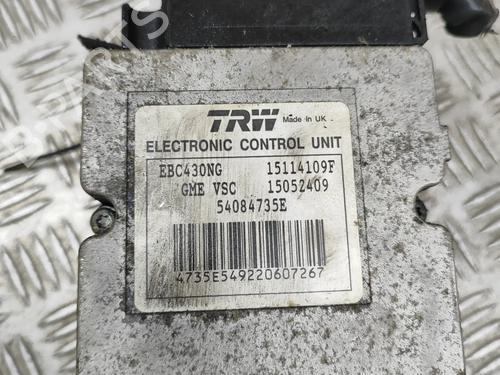 TRW Made in UK
ELECTRONIC CONTROL UNIT
EBC430NG 15114109F
GME VSC 15052409
54084735E
4735E549220607267